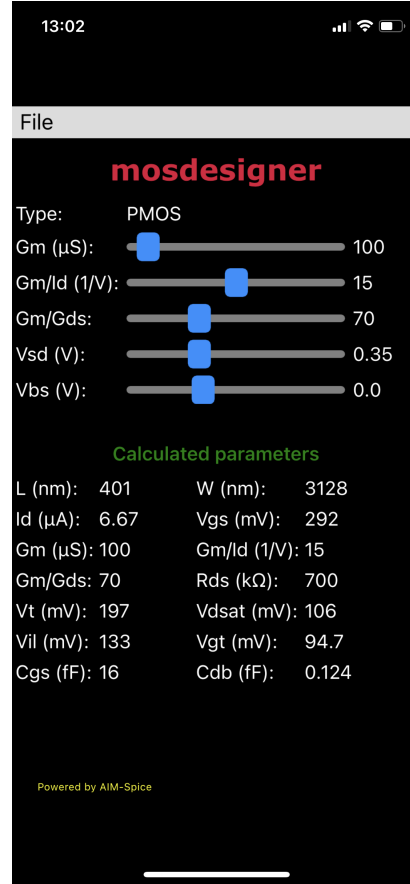 13:02
File
mosdesigner
Type: PMOS
Gm (µS): 100
Gm/Id (1/V): 15
Gm/Gds: 70
Vsd (V): 0.35
Vbs (V): 0.0
Calculated parameters
L (nm): 401 W (nm): 3128
Id (µA): 6.67 Vgs (mV): 292
Gm (µS): 100 Gm/Id (1/V): 15
Gm/Gds: 70 Rds (kΩ): 700
Vt (mV): 197 Vdsat (mV): 106
Vil (mV): 133 Vgt (mV): 94.7
Cgs (fF): 16 Cdb (fF): 0.124
Powered by AIM-Spice